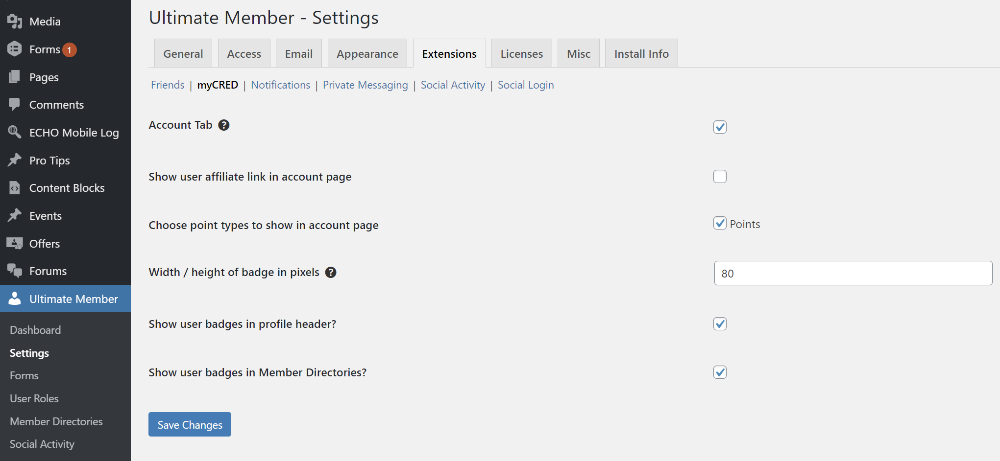 Media
Forms 1
Pages
Comments
ECHO Mobile Log
Pro Tips
Content Blocks
Events
Offers
Forums
Ultimate Member
Dashboard
Settings
Forms
User Roles
Member Directories
Social Activity
Ultimate Member - Settings
General Access Email Appearance Extensions Licenses Misc Install Info
Friends | myCRED | Notifications | Private Messaging | Social Activity | Social Login
Account Tab ?
Show user affiliate link in account page
Choose point types to show in account page Points
Width / height of badge in pixels ? 80
Show user badges in profile header?
Show user badges in Member Directories?
Save Changes